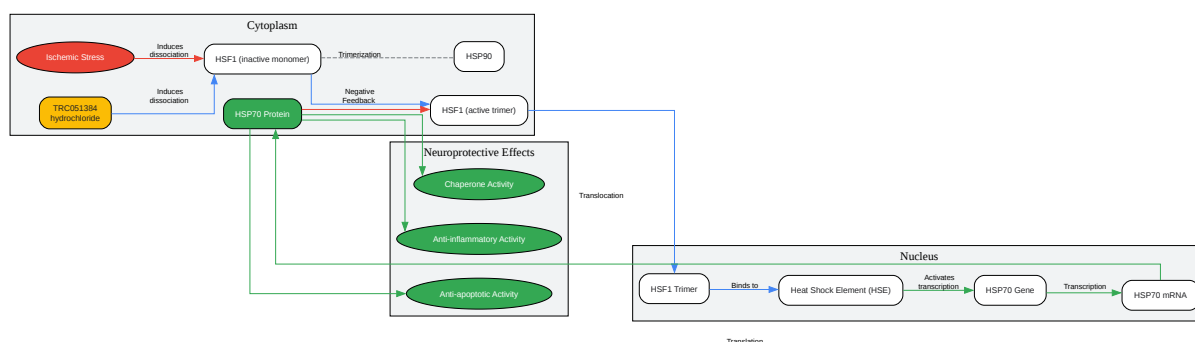 Cytoplasm
Ischemic Stress
Induces
dissociation
HSF1 (inactive monomer)
Trimerization
HSP90
TRC051384
hydrochloride
Induces
dissociation
HSP70 Protein
Negative
Feedback
HSF1 (active trimer)
Neuroprotective Effects
Chaperone Activity
Anti-inflammatory Activity
Anti-apoptotic Activity
Translocation
Nucleus
HSF1 Trimer
Binds to
Heat Shock Element (HSE)
Activates
transcription
HSP70 Gene
Transcription
HSP70 mRNA
Translation